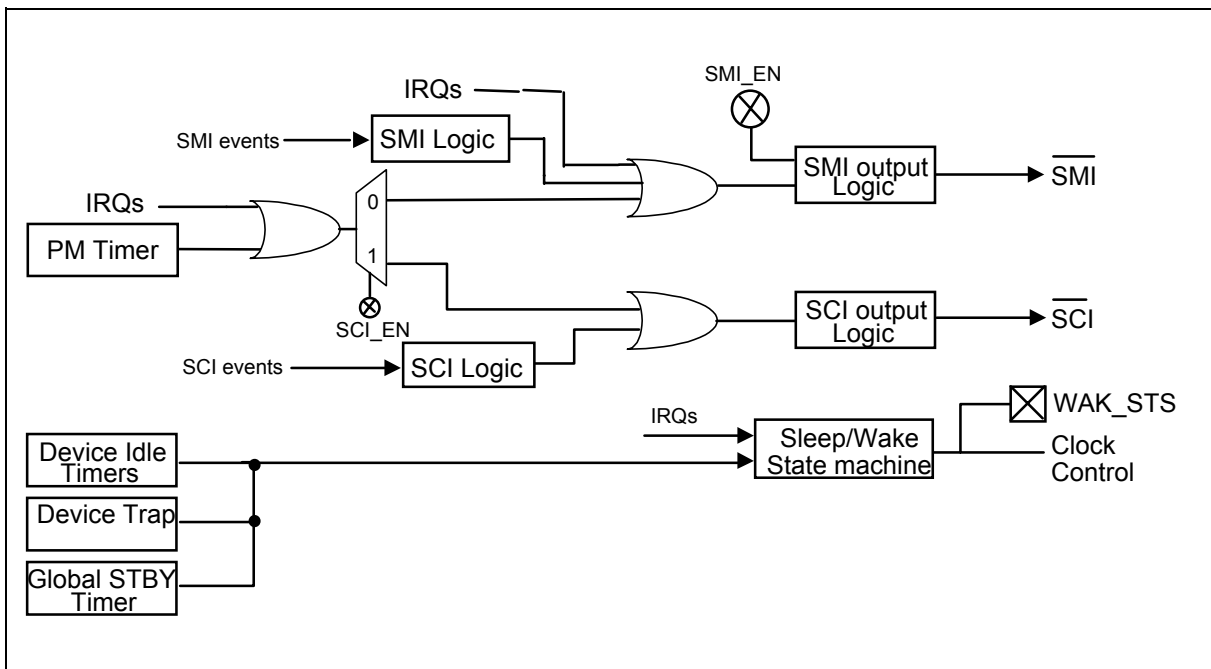 SMI_EN
IRQs
SMI events
SMI Logic
SMI output
Logic
SMI
IRQs
0
PM Timer
1
SCI_EN
SCI output
Logic
SCI
SCI events
SCI Logic
WAK_STS
IRQs
Sleep/Wake
State machine
Clock
Control
Device Idle
Timers
Device Trap
Global STBY
Timer